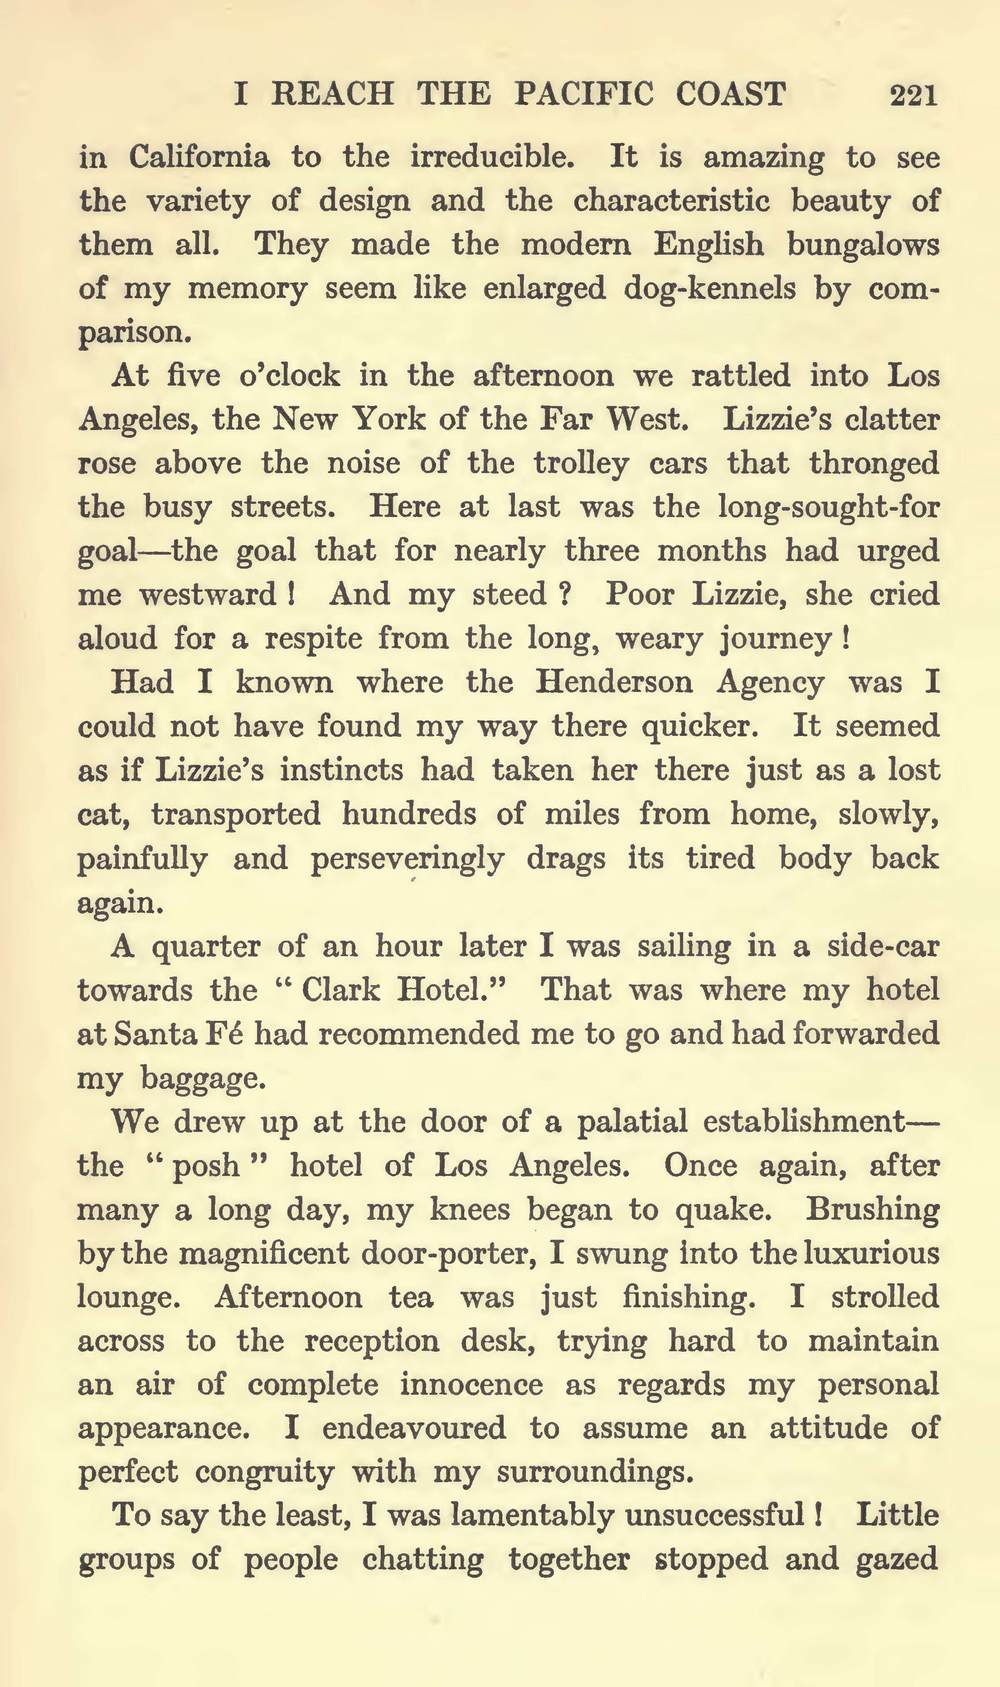 I REACH THE PACIFIC COAST 221
in California to the irreducible. It is amazing to see
the variety of design and the characteristic beauty of
them all. They made the modern English bungalows
of my memory seem like enlarged dog-kennels by com-
parison.
At five o’clock in the afternoon we rattled into Los
Angeles, the New York of the Far West. Lizzie’s clatter
rose above the noise of the trolley cars that thronged
the busy streets. Here at last was the long-sought-for
goal—the goal that for nearly three months had urged
me westward ! And my steed ? Poor Lizzie, she cried
aloud for a respite from the long, weary journey !
Had I known where the Henderson Agency was I
could not have found my way there quicker. It seemed
as if Lizzie’s instincts had taken her there just as a lost
cat, transported hundreds of miles from home, slowly,
painfully and perseveringly drags its tired body back
again.
A quarter of an hour later I was sailing in a side-car
towards the “ Clark Hotel.” That was where my hotel
at Santa Fé had recommended me to go and had forwarded
my baggage.
We drew up at the door of a palatial establishment—
the “ posh ” hotel of Los Angeles. Once again, after
many a long day, my knees began to quake. Brushing
by the magnificent door-porter, I swung into the luxurious
lounge. Afternoon tea was just finishing. I strolled
across to the reception desk, trying hard to maintain
an air of complete innocence as regards my personal
appearance. I endeavoured to assume an attitude of
perfect congruity with my surroundings.
To say the least, I was lamentably unsuccessful ! Little
groups of people chatting together stopped and gazed